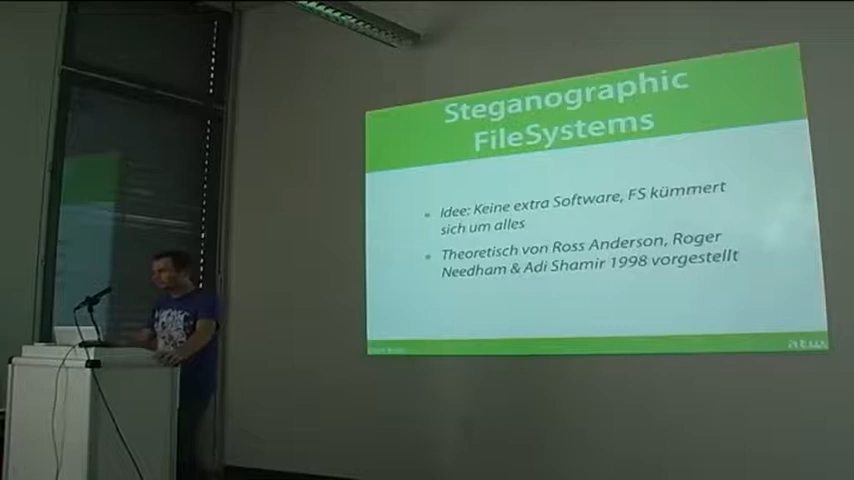 Steganographic
FileSystems
Idee: Keine extra Software, FS kümmert
sich um alles
Theoretisch von Ross Anderson, Roger
Needham & Adi Shamir 1998 vorgestellt